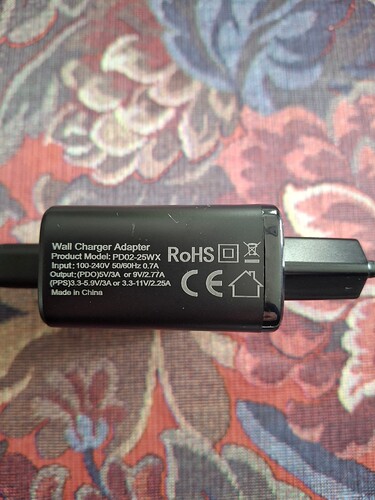 Wall Charger Adapter
Product Model: PD02-25WX
Input: 100-240V 50/60Hz 0.7A
Output:(PDO)5V/3A or 9V/2.77A
(PPS)3.3-5.9V/3A or 3.3-11V/2.25A
Made in China
RoHS
CE